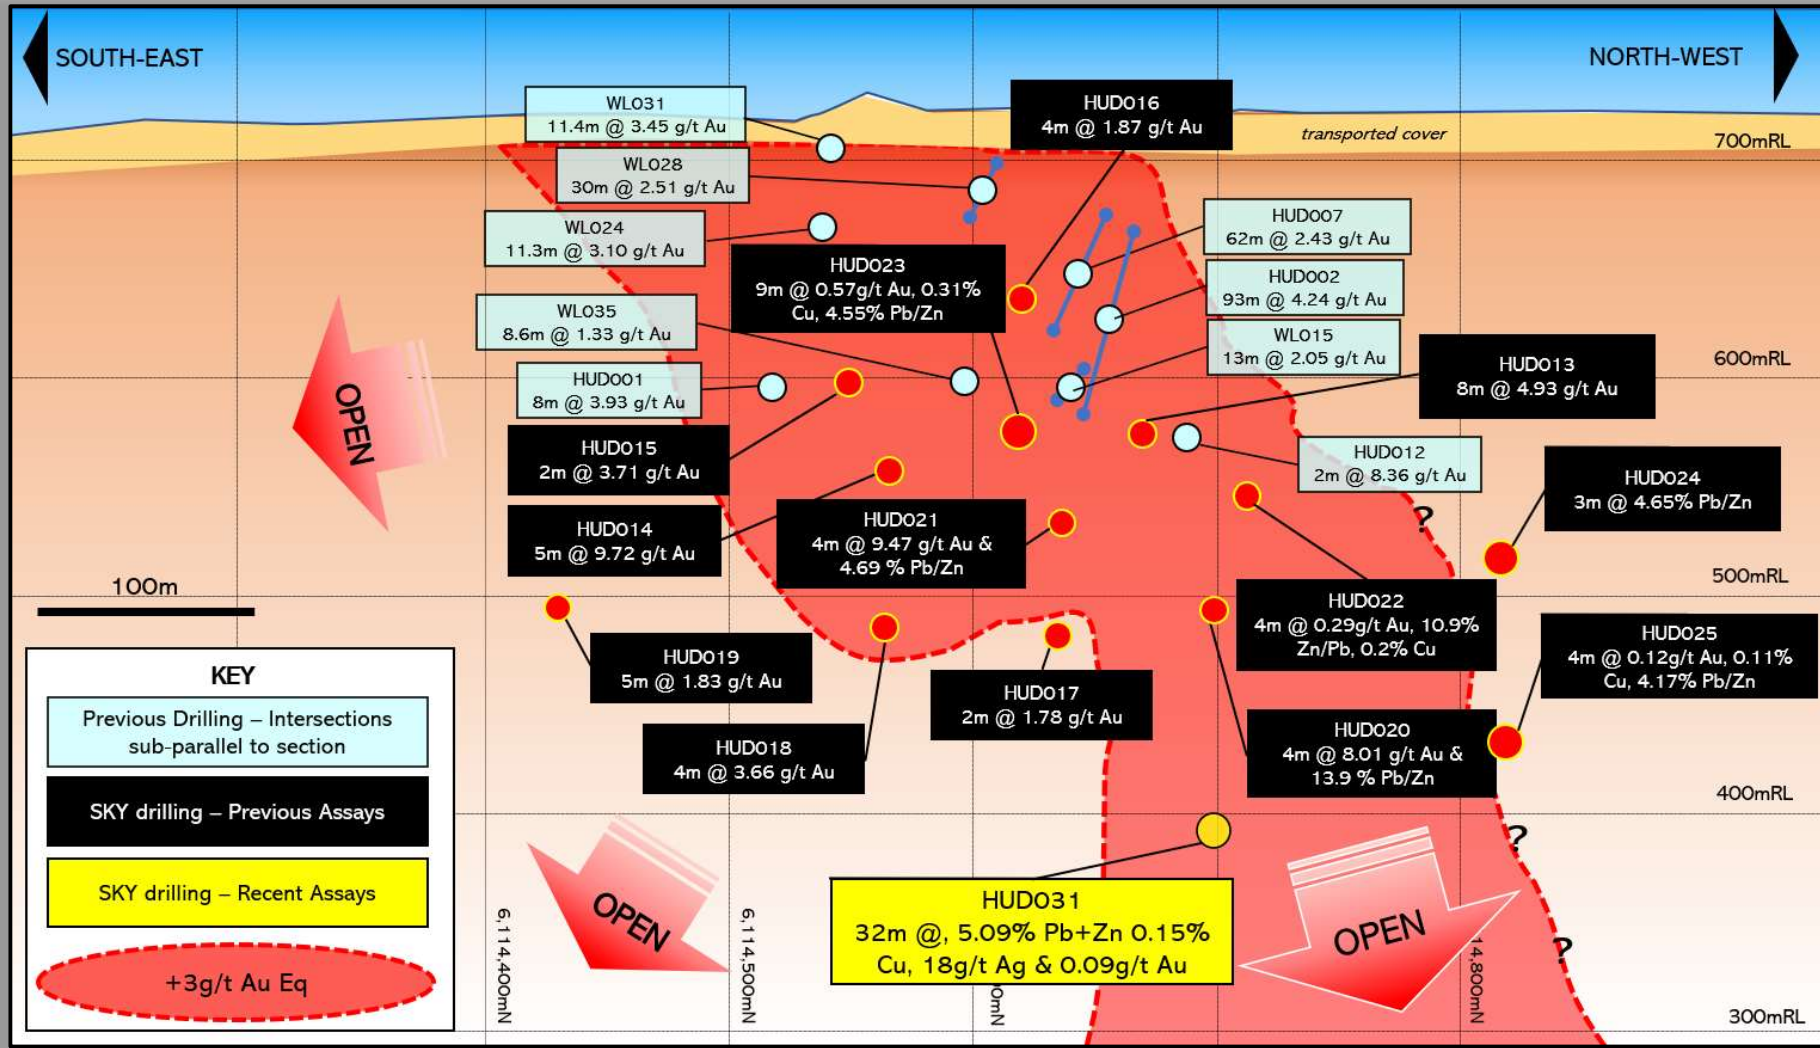 SOUTH-EAST
NORTH-WEST
WL031
11.4m @ 3.45 g/t Au
HUD016
4m @ 1.87 g/t Au
transported cover
700mRL
WL028
30m @ 2.51 g/t Au
WL024
11.3m @ 3.10 g/t Au
HUD007
62m @ 2.43 g/t Au
HUD023
9m @ 0.57g/t Au, 0.31%
Cu, 4.55% Pb/Zn
HUD002
93m @ 4.24 g/t Au
WL035
8.6m @ 1.33 g/t Au
WL015
13m @ 2.05 g/t Au
600mRL
HUD001
8m @ 3.93 g/t Au
HUD013
8m @ 4.93 g/t Au
OPEN
HUD015
2m @ 3.71 g/t Au
HUD012
2m @ 8.36 g/t Au
HUD024
3m @ 4.65% Pb/Zn
?
HUD014
5m @ 9.72 g/t Au
HUD021
4m @ 9.47 g/t Au &
4.69 % Pb/Zn
500mRL
100m
HUD022
4m @ 0.29g/t Au, 10.9%
Zn/Pb, 0.2% Cu
HUD025
4m @ 0.12g/t Au, 0.11%
Cu, 4.17% Pb/Zn
HUD019
5m @ 1.83 g/t Au
HUD017
2m @ 1.78 g/t Au
HUD018
4m @ 3.66 g/t Au
HUD020
4m @ 8.01 g/t Au &
13.9 % Pb/Zn
400mRL
?
KEY
Previous Drilling – Intersections
sub-parallel to section
SKY drilling – Previous Assays
SKY drilling – Recent Assays
+3g/t Au Eq
OPEN
HUD031
32m @, 5.09% Pb+Zn 0.15%
Cu, 18g/t Ag & 0.09g/t Au
OPEN
?
6,114,400mN
6,114,500mN
00mN
14,800mN
300mRL